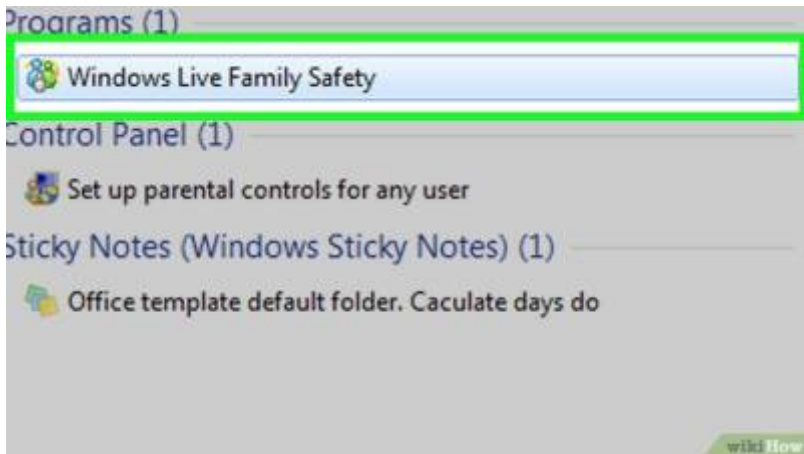 Programs (1)
Windows Live Family Safety
Control Panel (1)
Set up parental controls for any user
Sticky Notes (Windows Sticky Notes) (1)
Office template default folder. Caculate days do
wikiHow